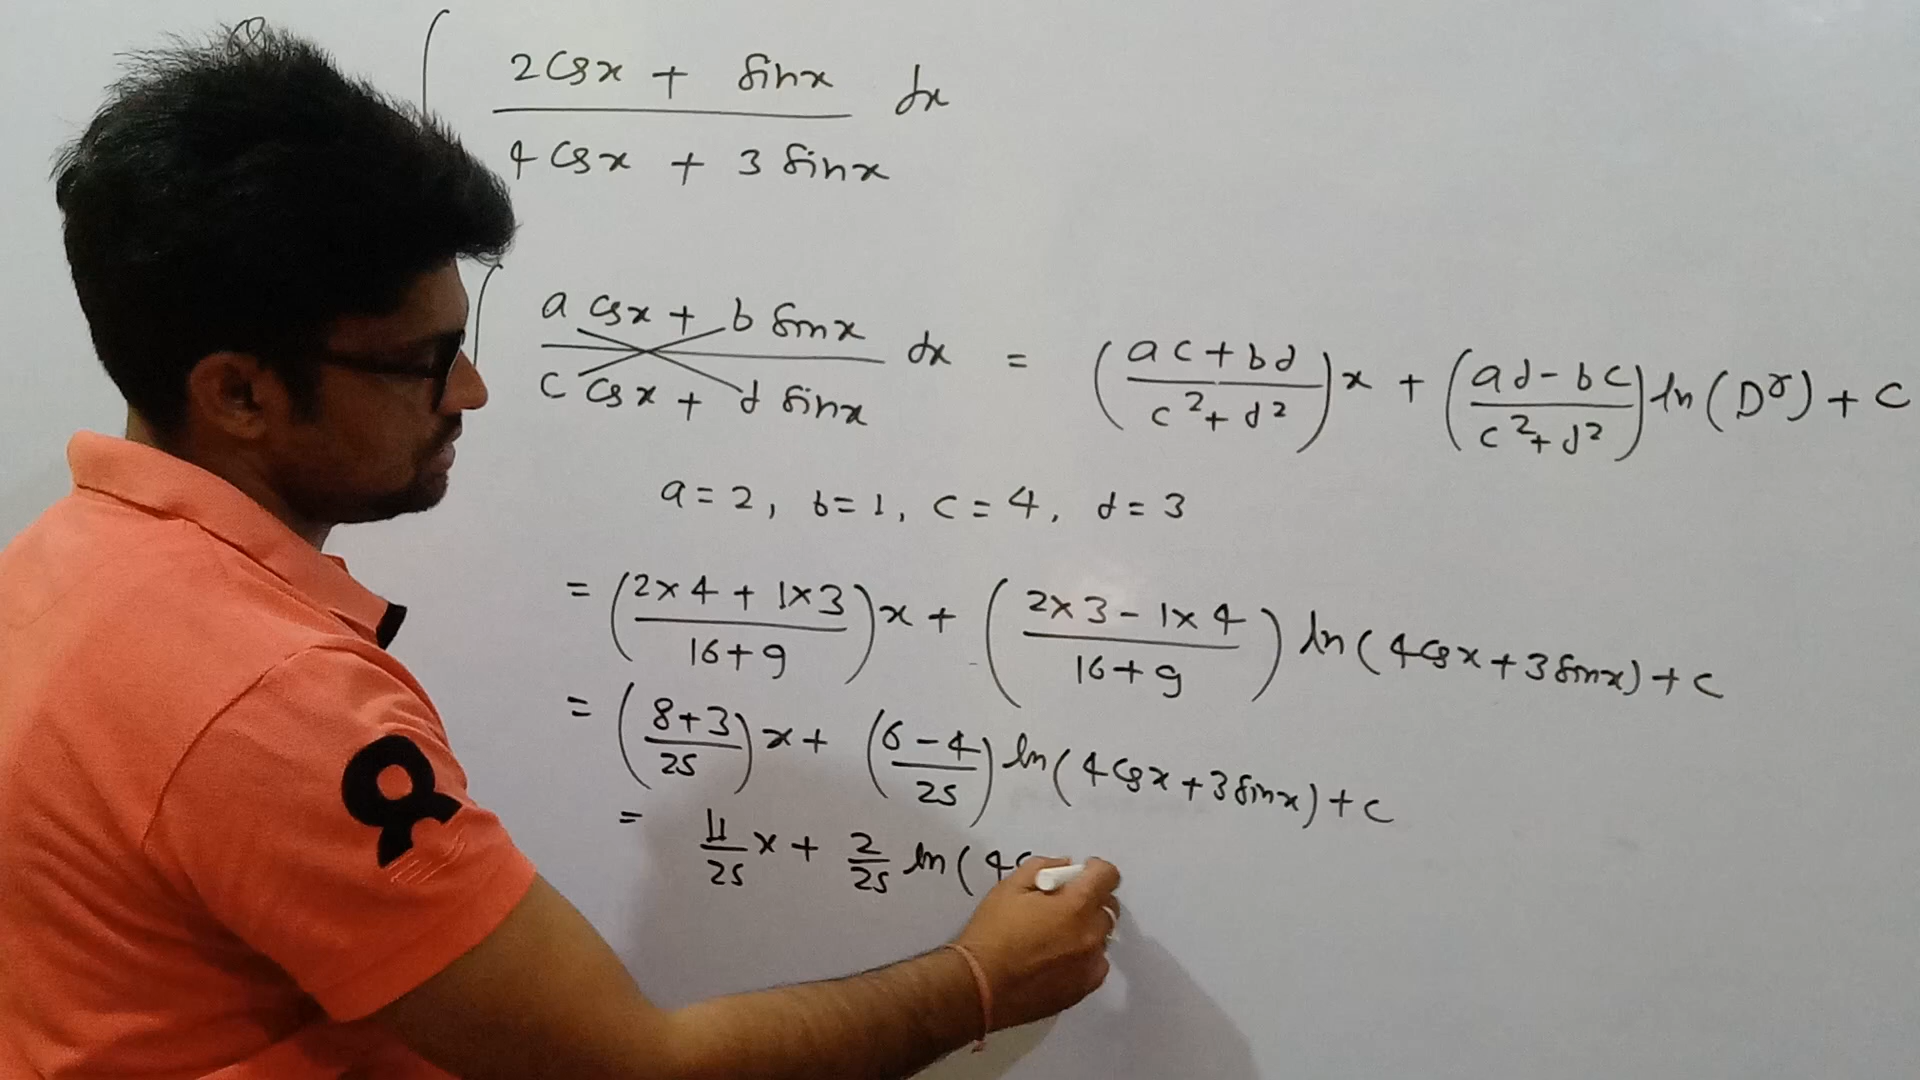 ∫ (2cosx + sinx)/(4cosx + 3sinx) dx
∫ (a cosx + b sinx)/(c cosx + d sinx) dx = ((ac+bd)/(c²+d²))x + ((ad-bc)/(c²+d²)) ln(Dʳ) + c
a=2, b=1, c=4, d=3
= ((2×4 + 1×3)/(16+9))x + ((2×3 - 1×4)/(16+9)) ln(4cosx+3sinx)+c
= ((8+3)/25)x + ((6-4)/25) ln(4cosx+3sinx)+c
= 11/25 x + 2/25 ln(4c